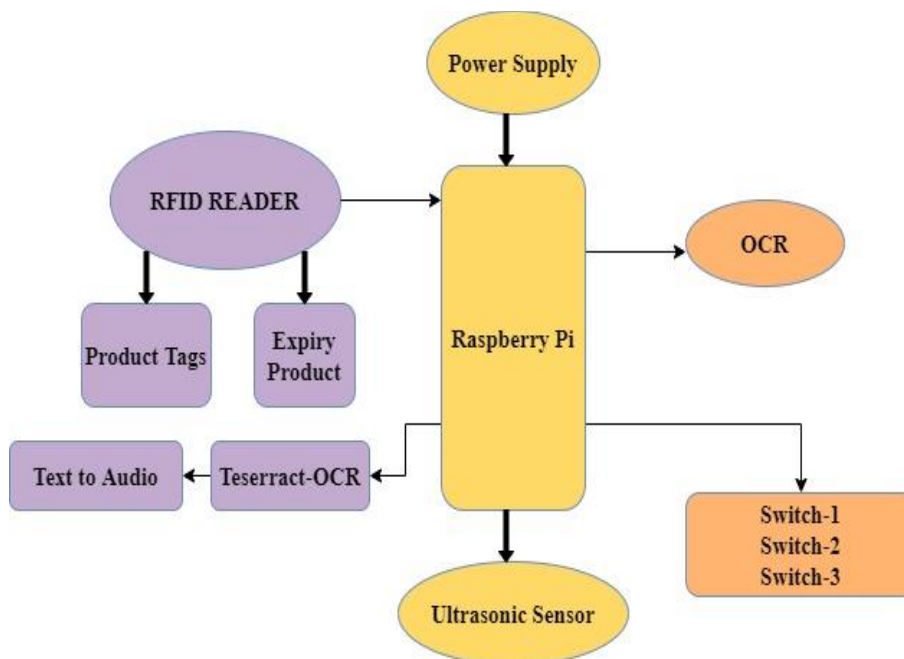 Power Supply
RFID READER
OCR
Product Tags
Expiry
Product
Raspberry Pi
Text to Audio
Teserract-OCR
Switch-1
Switch-2
Switch-3
Ultrasonic Sensor